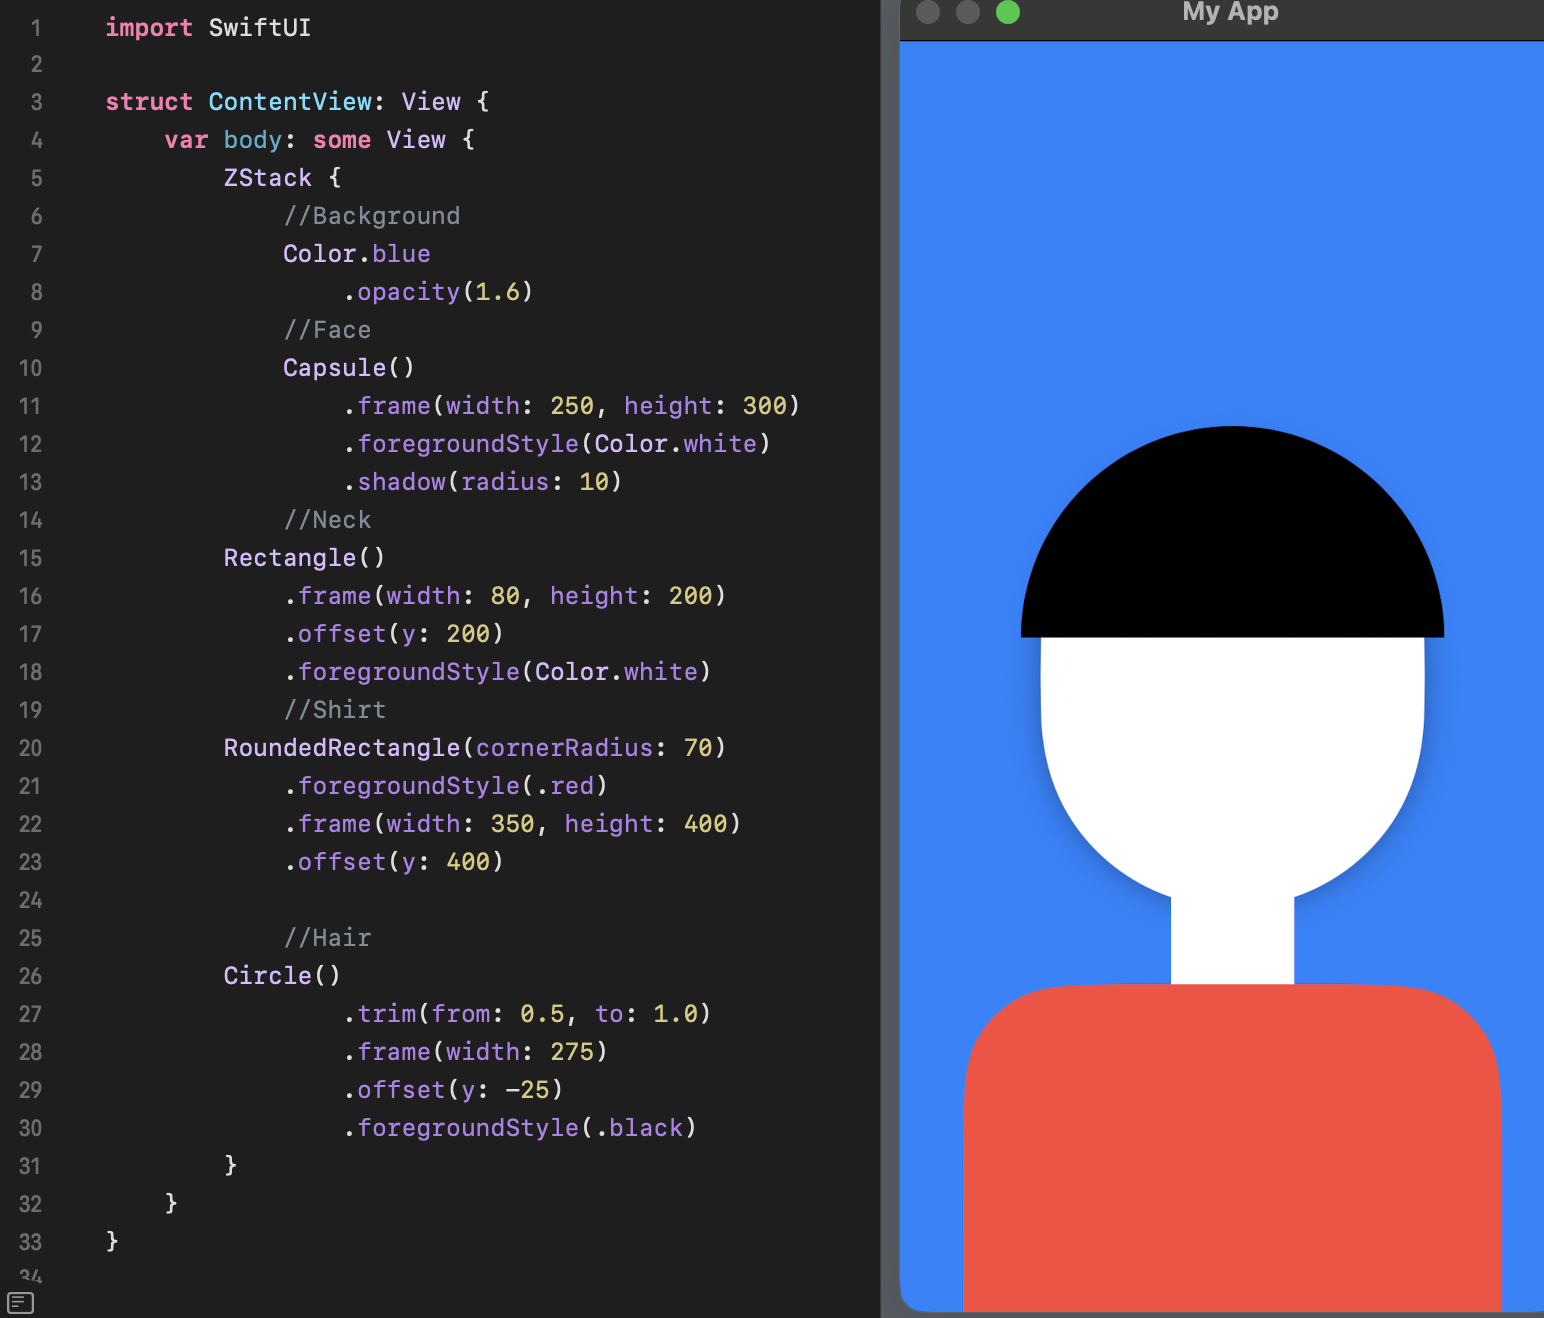 1 import SwiftUI
2
3 struct ContentView: View {
4 var body: some View {
5 ZStack {
6 //Background
7 Color.blue
8 .opacity(1.6)
9 //Face
10 Capsule()
11 .frame(width: 250, height: 300)
12 .foregroundStyle(Color.white)
13 .shadow(radius: 10)
14 //Neck
15 Rectangle()
16 .frame(width: 80, height: 200)
17 .offset(y: 200)
18 .foregroundStyle(Color.white)
19 //Shirt
20 RoundedRectangle(cornerRadius: 70)
21 .foregroundStyle(.red)
22 .frame(width: 350, height: 400)
23 .offset(y: 400)
24
25 //Hair
26 Circle()
27 .trim(from: 0.5, to: 1.0)
28 .frame(width: 275)
29 .offset(y: -25)
30 .foregroundStyle(.black)
31 }
32 }
33 }
34
My App